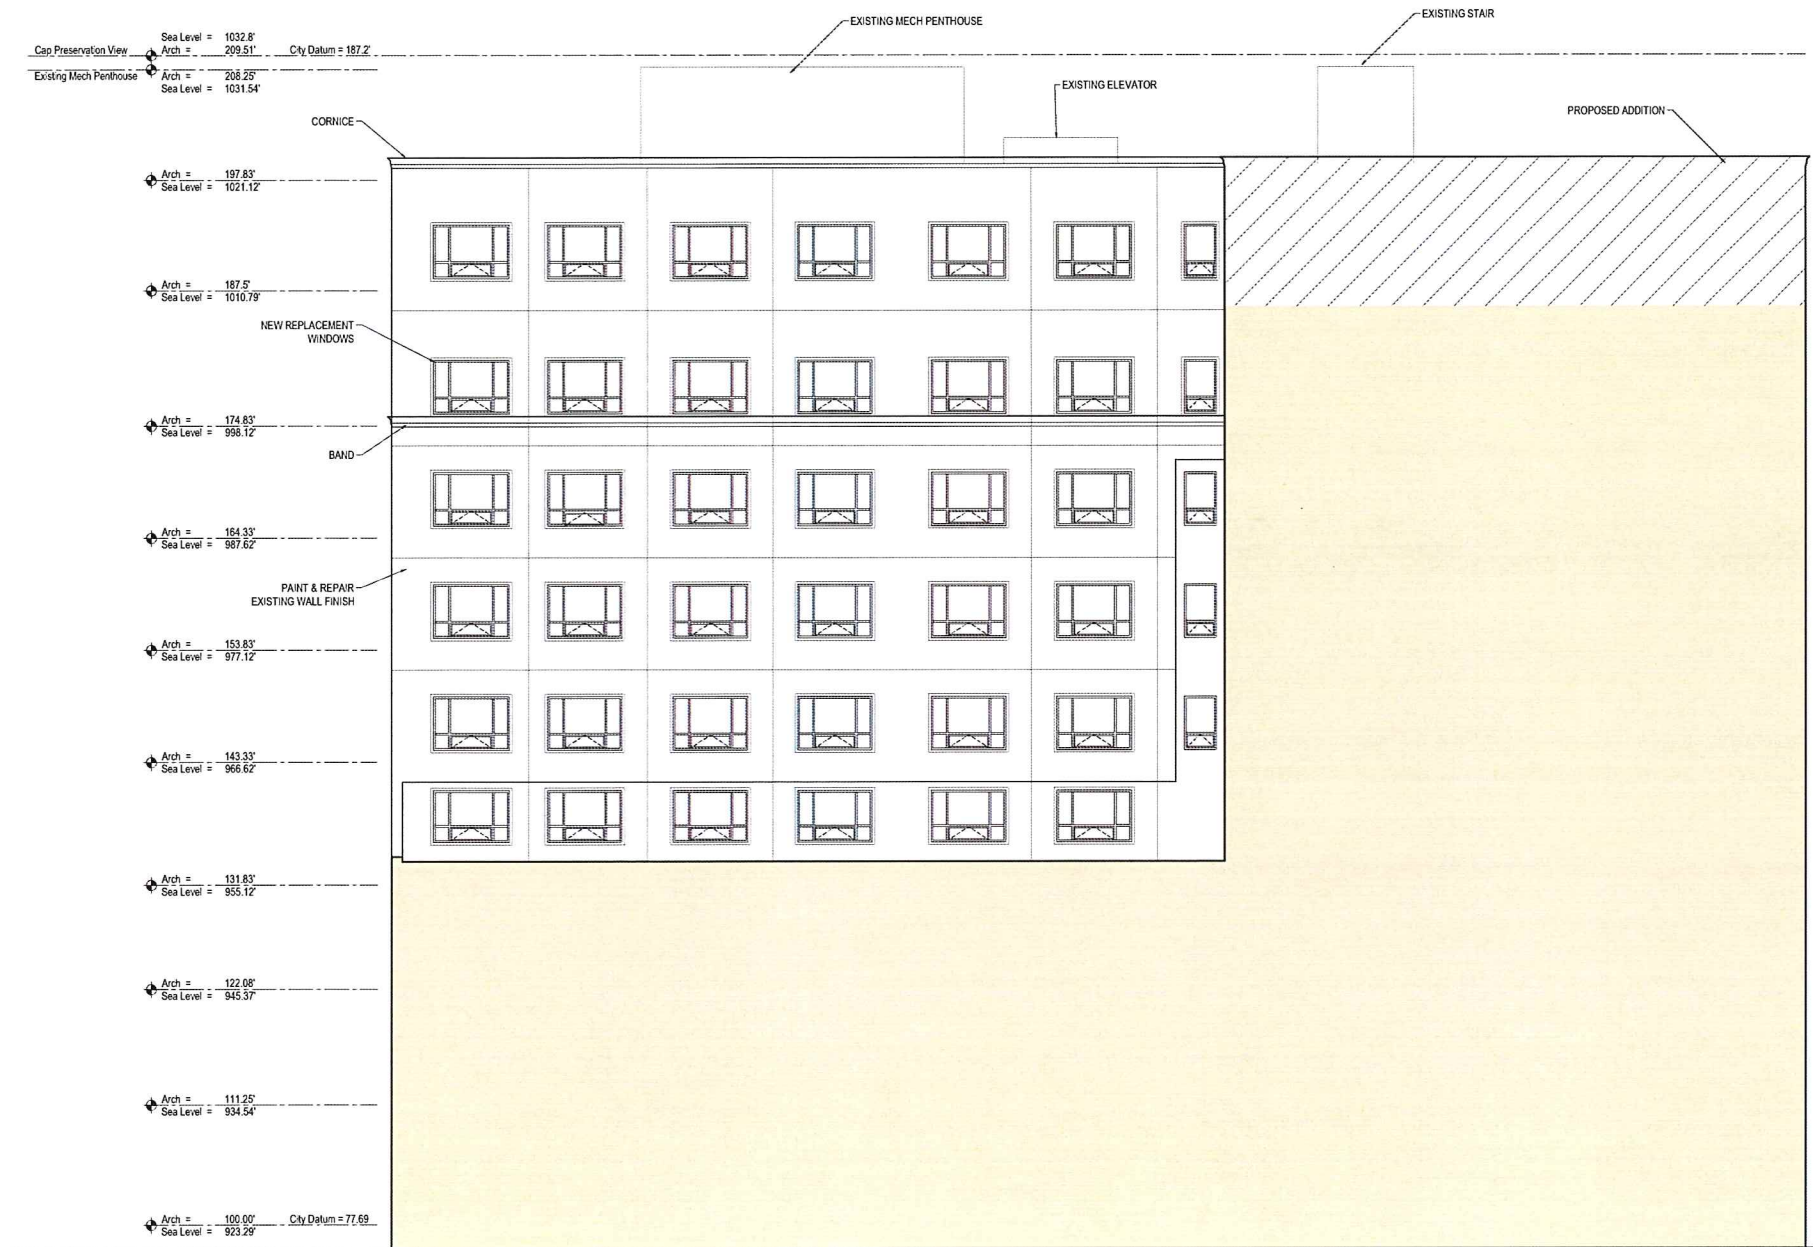 EXISTING STAIR
EXISTING MECH PENTHOUSE
Sea Level = 1032.8'
Cap Preservation View Arch = 209.51' City Datum = 187.2'
Existing Mech Penthouse Arch = 208.25'
Sea Level = 1031.54'
EXISTING ELEVATOR
PROPOSED ADDITION
CORNICE
Arch = 197.83'
Sea Level = 1021.12'
Arch = 187.5'
Sea Level = 1010.79'
NEW REPLACEMENT
WINDOWS
Arch = 174.83'
Sea Level = 998.12'
BAND
Arch = 164.33'
Sea Level = 987.62'
PAINT & REPAIR
EXISTING WALL FINISH
Arch = 153.83'
Sea Level = 977.12'
Arch = 143.33'
Sea Level = 966.62'
Arch = 131.83'
Sea Level = 955.12'
Arch = 122.08'
Sea Level = 945.37'
Arch = 111.25'
Sea Level = 934.54'
Arch = 100.00' City Datum = 77.69
Sea Level = 923.29'